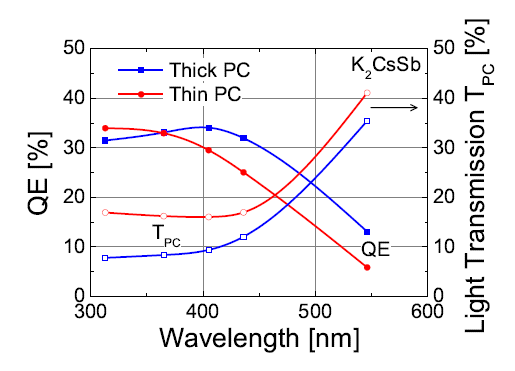 50
40
30
20
10
0
QE [%]
Thick PC
Thin PC
K₂CsSb
T_PC
QE
50
40
30
20
10
0
Light Transmission T_PC [%]
300
400
500
600
Wavelength [nm]